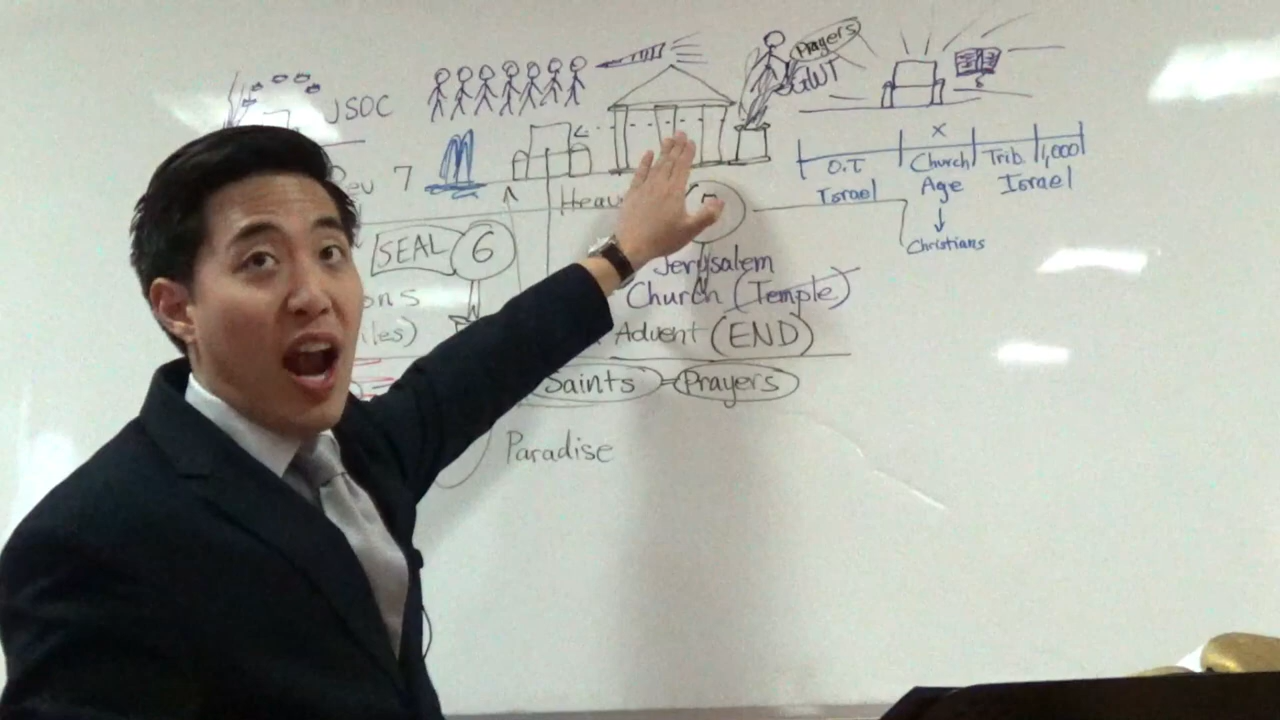 JSOC
Prayers
GWT
Rev 7
O.T
Israel
X
Church
Age
Trib.
1,000
Israel
Christians
SEAL 6
Jerusalem
Church (Temple)
Advent (END)
Saints = Prayers
Paradise